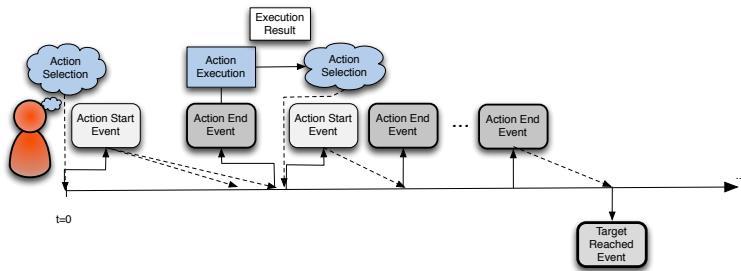 Execution
Result
Action
Selection
Action
Execution
Action
Selection
Action Start
Event
Action End
Event
Action Start
Event
Action End
Event
...
Action End
Event
t=0
Target
Reached
Event